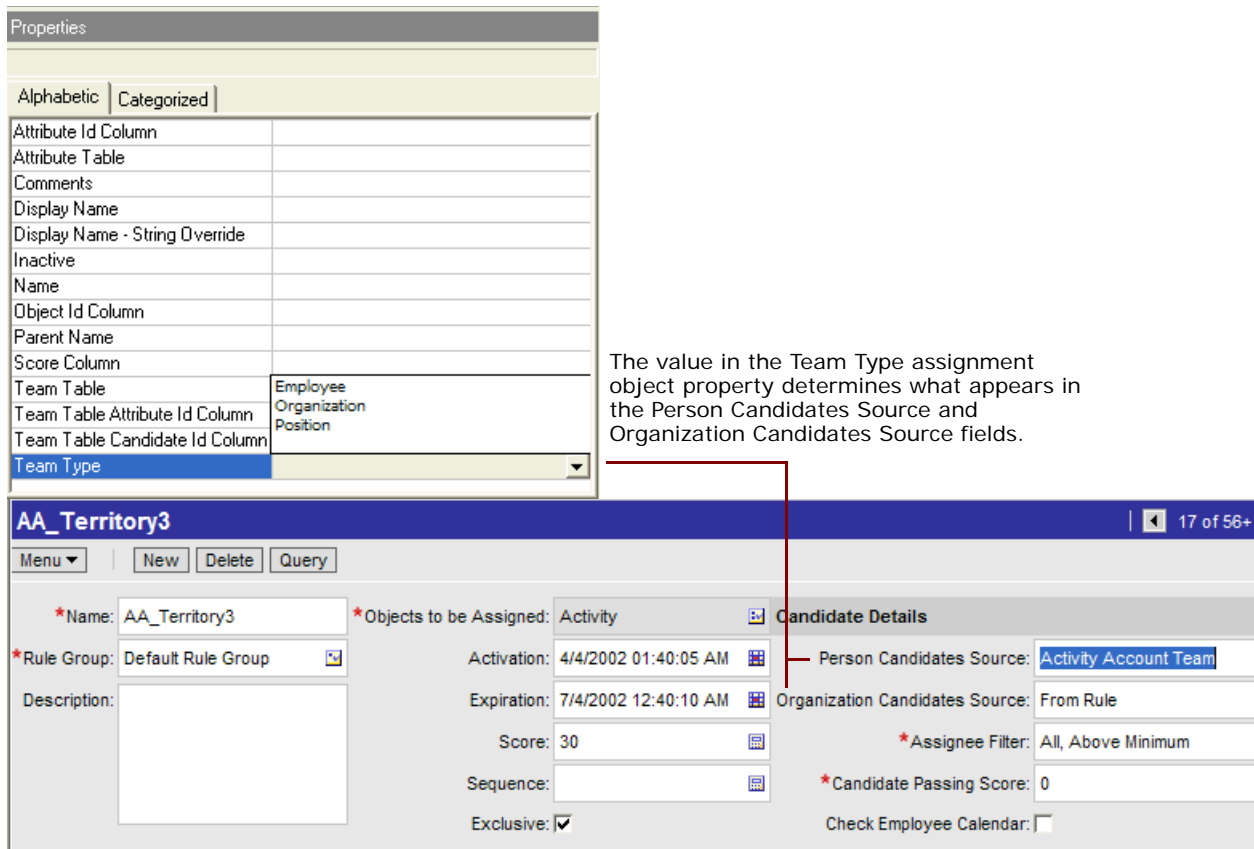 Properties
Alphabetic Categorized
Attribute Id Column
Attribute Table
Comments
Display Name
Display Name - String Override
Inactive
Name
Object Id Column
Parent Name
Score Column
Team Table
Team Table Attribute Id Column
Team Table Candidate Id Column
Team Type
Employee
Organization
Position
The value in the Team Type assignment
object property determines what appears in
the Person Candidates Source and
Organization Candidates Source fields.
AA_Territory3 17 of 56+
Menu New Delete Query
*Name: AA_Territory3 *Objects to be Assigned: Activity Candidate Details
*Rule Group: Default Rule Group Activation: 4/4/2002 01:40:05 AM Person Candidates Source: Activity Account Team
Description: Expiration: 7/4/2002 12:40:10 AM Organization Candidates Source: From Rule
Score: 30 *Assignee Filter: All, Above Minimum
Sequence: *Candidate Passing Score: 0
Exclusive: Check Employee Calendar: